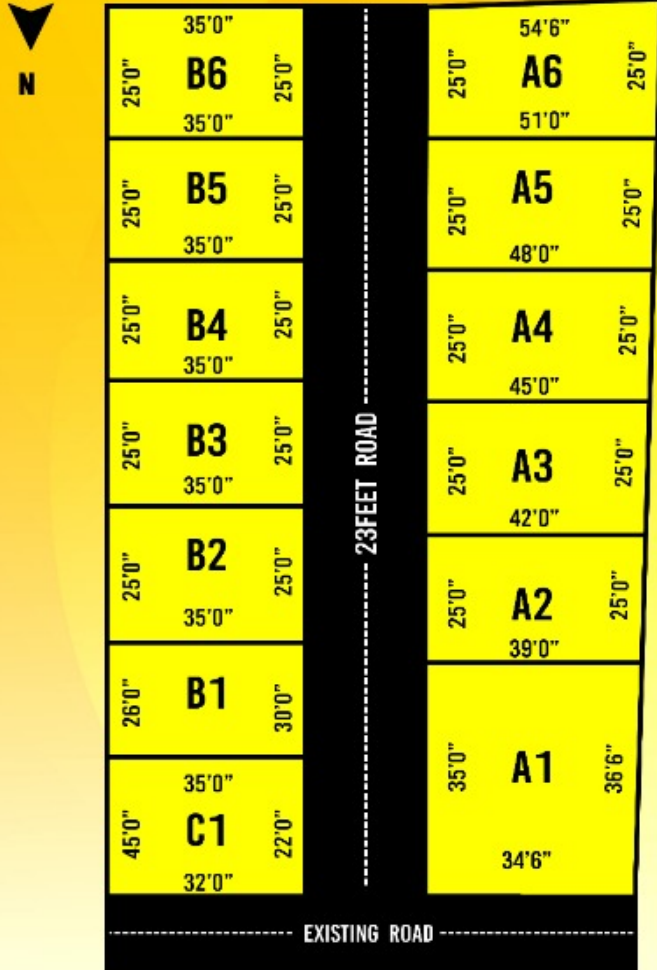 N
35'0"
25'0" B6 25'0"
35'0"
25'0" B5 25'0"
35'0"
25'0" B4 25'0"
35'0"
25'0" B3 25'0"
35'0"
25'0" B2 25'0"
35'0"
26'0" B1 30'0"
35'0"
45'0" C1 22'0"
32'0"
23FEET ROAD
54'6"
25'0" A6 25'0"
51'0"
25'0" A5 25'0"
48'0"
25'0" A4 25'0"
45'0"
25'0" A3 25'0"
42'0"
25'0" A2 25'0"
39'0"
35'0" A1 36'6"
34'6"
EXISTING ROAD